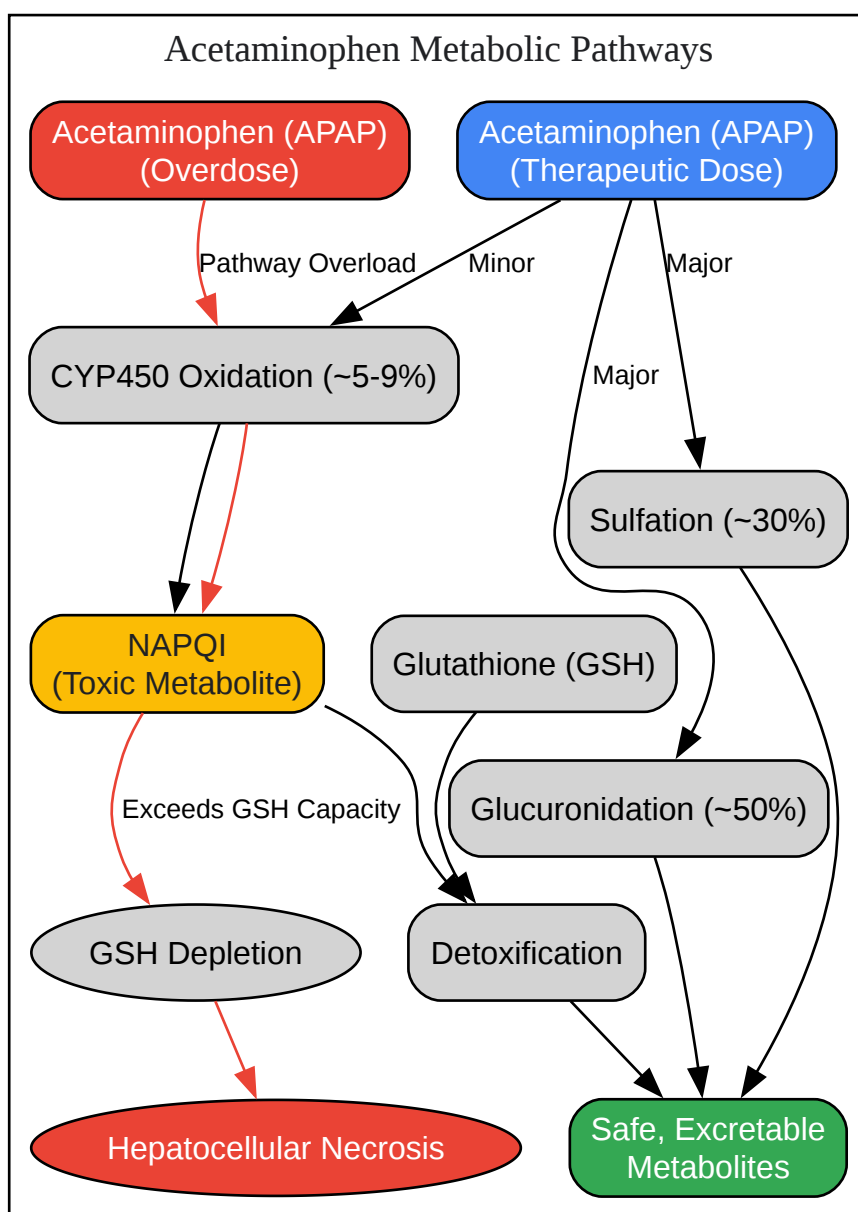 Acetaminophen Metabolic Pathways
Acetaminophen (APAP)
(Overdose)
Acetaminophen (APAP)
(Therapeutic Dose)
Pathway Overload
Minor
Major
CYP450 Oxidation (~5-9%)
Major
Sulfation (~30%)
NAPQI
(Toxic Metabolite)
Glutathione (GSH)
Exceeds GSH Capacity
Glucuronidation (~50%)
GSH Depletion
Detoxification
Hepatocellular Necrosis
Safe, Excretable
Metabolites